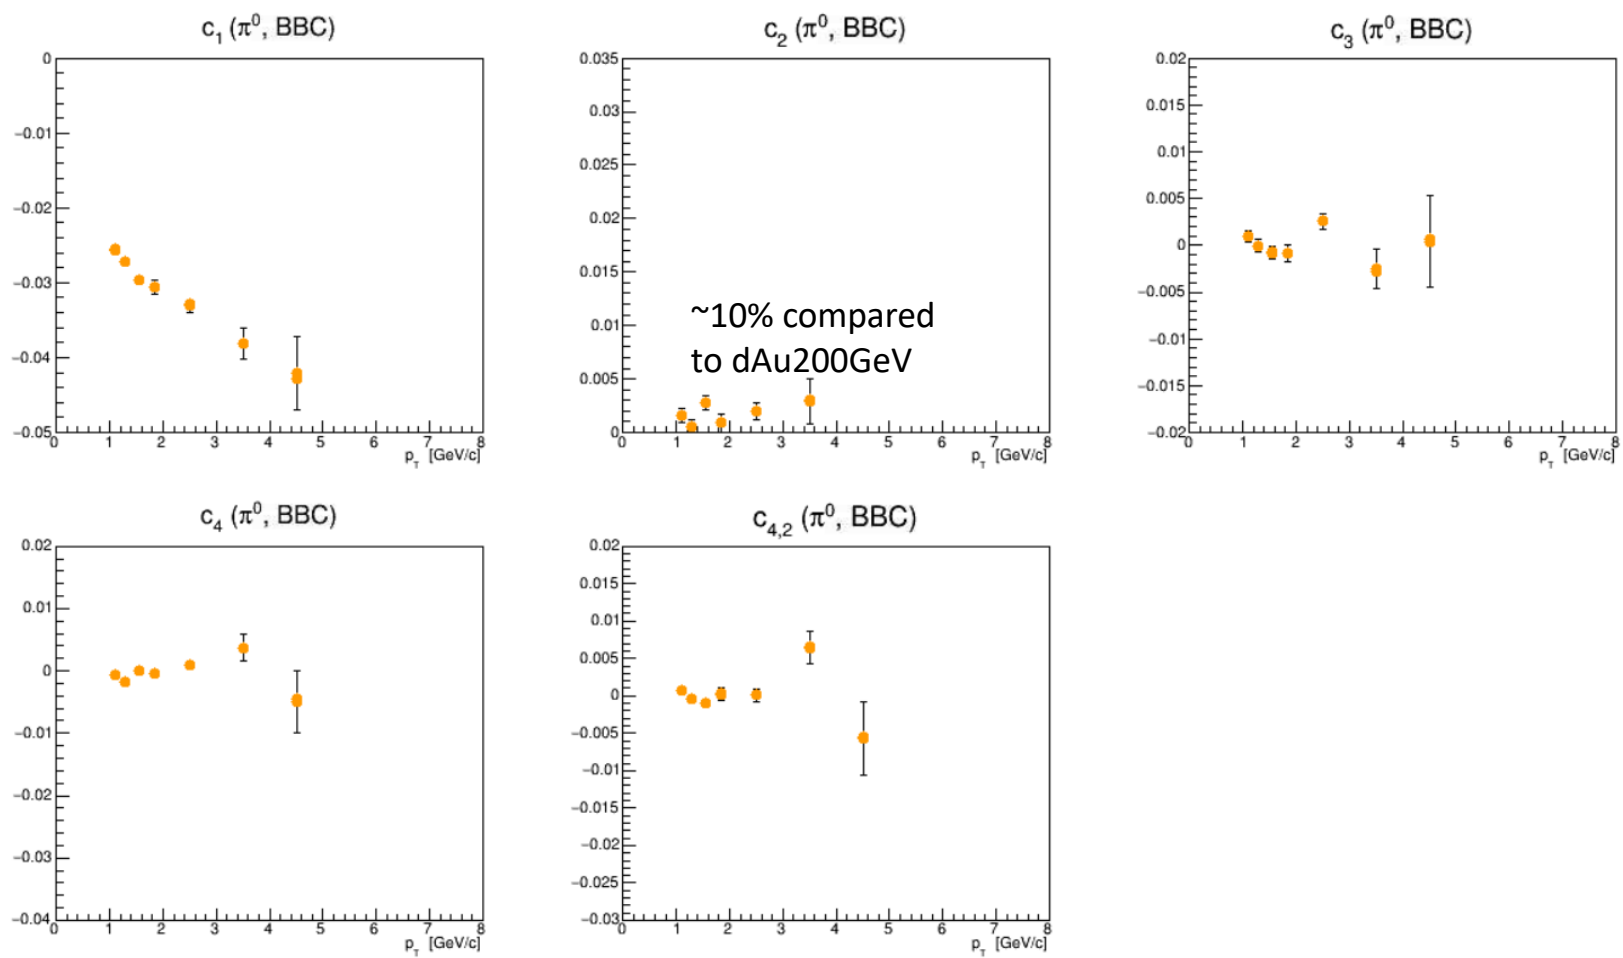 c₁ (π⁰, BBC)
0
−0.01
−0.02
−0.03
−0.04
−0.05
0 1 2 3 4 5 6 7 8
p_T [GeV/c]
c₂ (π⁰, BBC)
0.035
0.03
0.025
0.02
0.015
0.01
0.005
0
~10% compared
to dAu200GeV
0 1 2 3 4 5 6 7 8
p_T [GeV/c]
c₃ (π⁰, BBC)
0.02
0.015
0.01
0.005
0
−0.005
−0.01
−0.015
−0.02
0 1 2 3 4 5 6 7 8
p_T [GeV/c]
c₄ (π⁰, BBC)
0.02
0.01
0
−0.01
−0.02
−0.03
−0.04
0 1 2 3 4 5 6 7 8
p_T [GeV/c]
c₄,₂ (π⁰, BBC)
0.02
0.015
0.01
0.005
0
−0.005
−0.01
−0.015
−0.02
−0.025
−0.03
0 1 2 3 4 5 6 7 8
p_T [GeV/c]